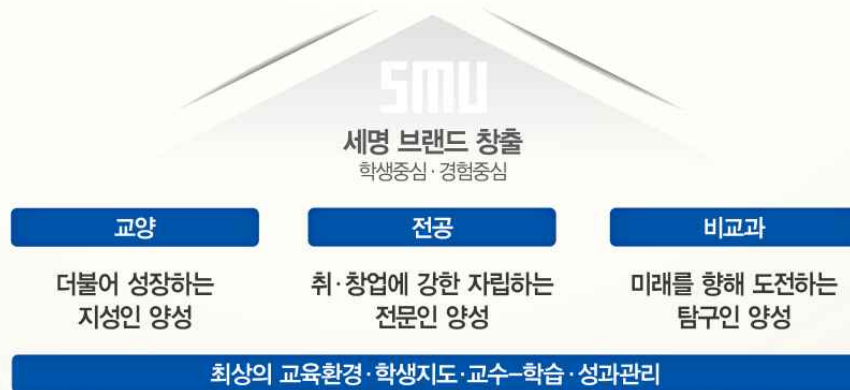 SMU
세명 브랜드 창출
학생중심·경험중심
교양
전공
비교과
더불어 성장하는
지성인 양성
취·창업에 강한 자립하는
전문인 양성
미래를 향해 도전하는
탐구인 양성
최상의 교육환경·학생지도·교수-학습·성과관리